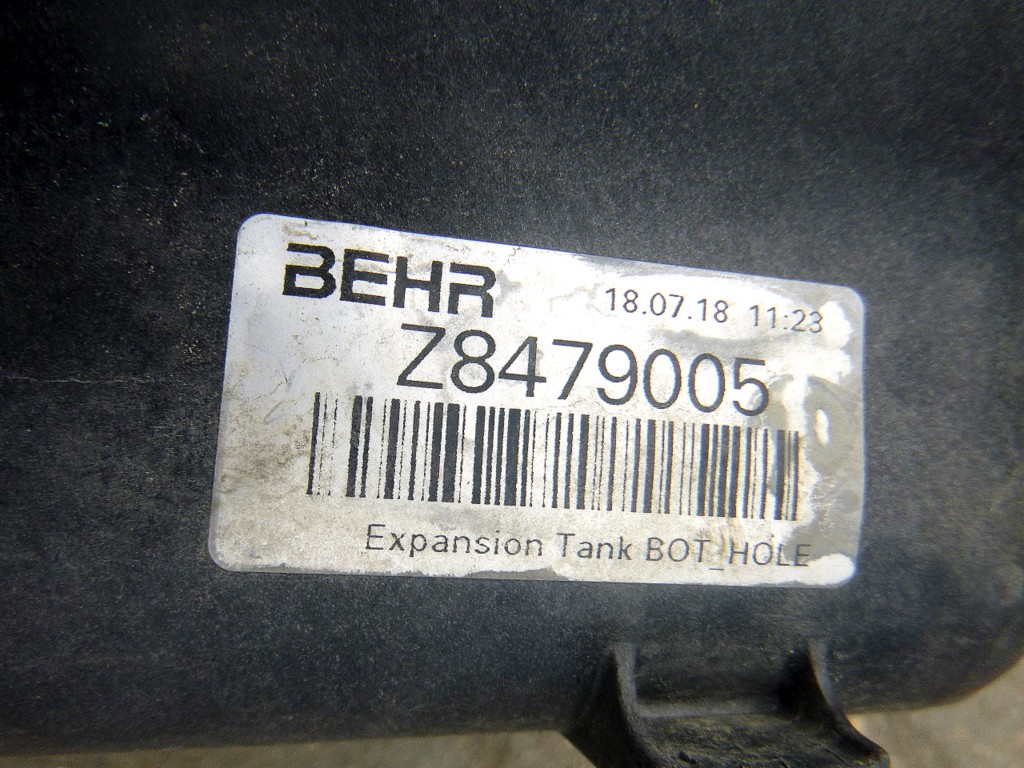 BEHR
18.07.18 11:23
Z8479005
Expansion Tank BOT_HOLE